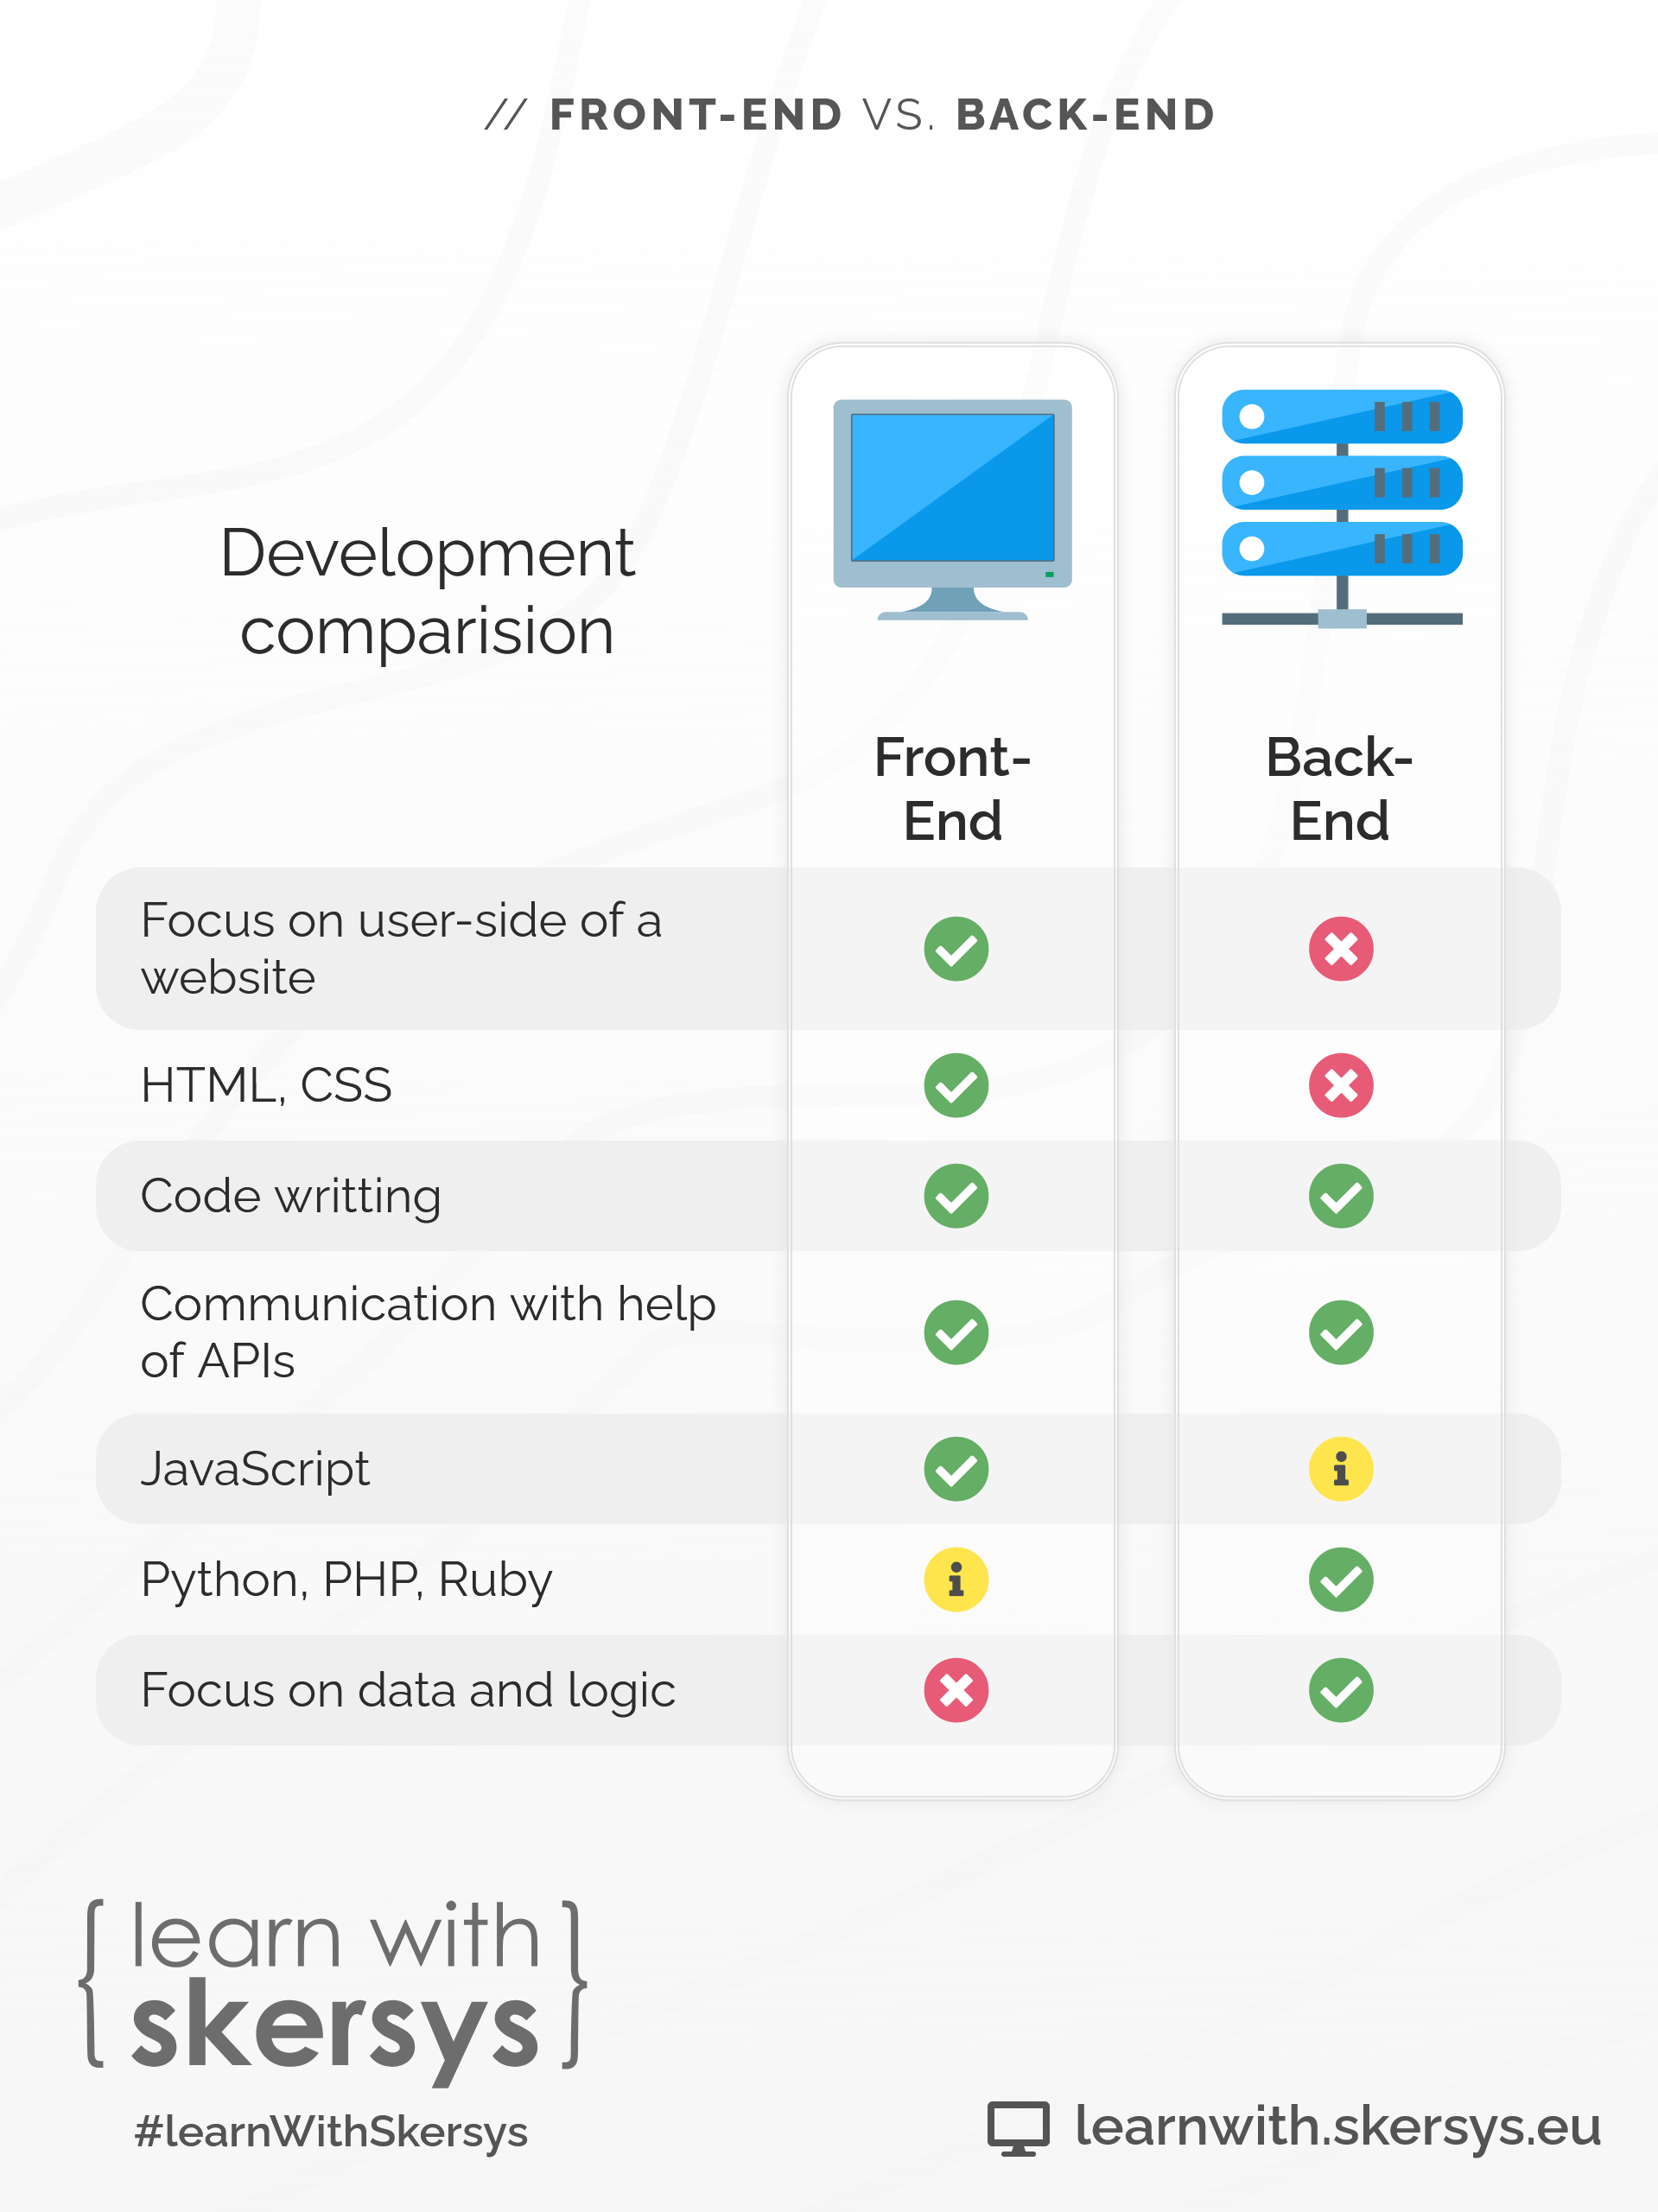 // FRONT-END VS. BACK-END
Development
comparision
Front-
End
Back-
End
Focus on user-side of a
website
HTML, CSS
Code writting
Communication with help
of APIs
JavaScript
Python, PHP, Ruby
Focus on data and logic
{ learn with
skersys }
#learnWithSkersys
learnwith.skersys.eu